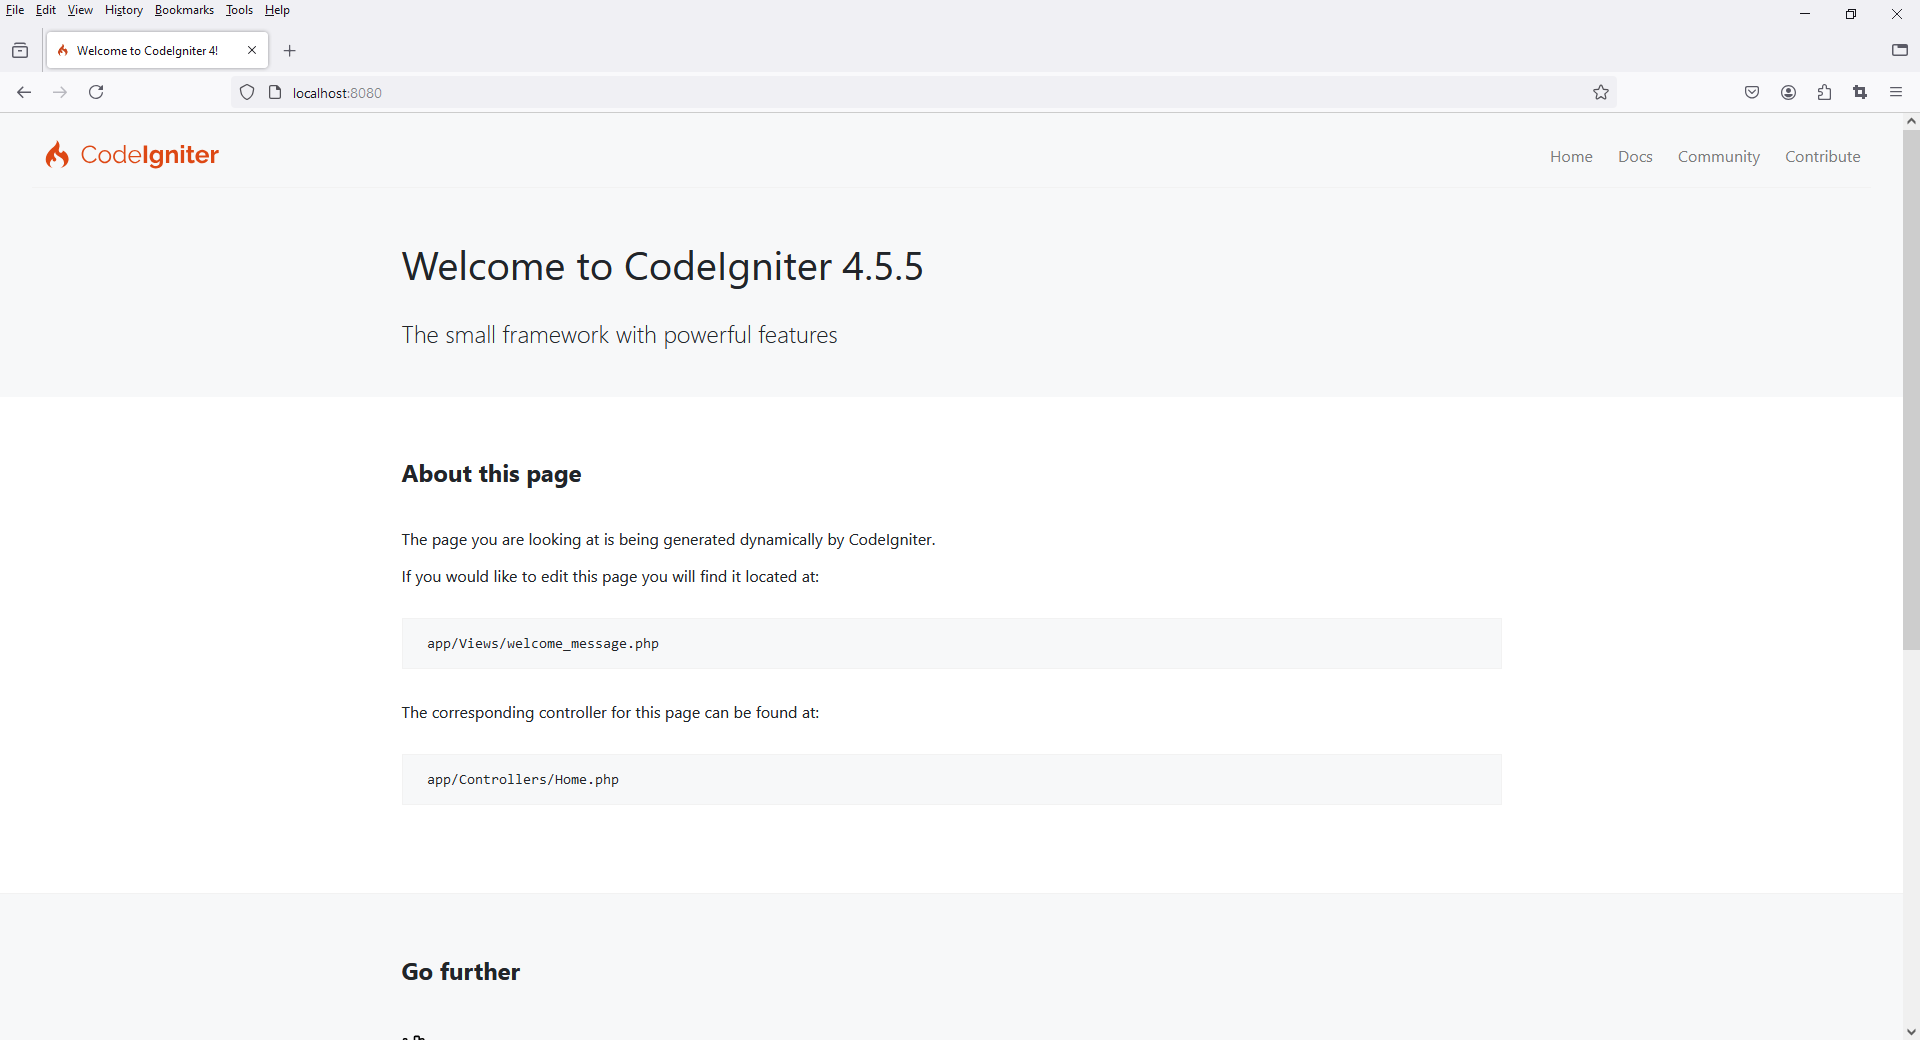 File Edit View History Bookmarks Tools Help
Welcome to CodeIgniter 4!
localhost:8080
CodeIgniter
Home Docs Community Contribute
Welcome to CodeIgniter 4.5.5
The small framework with powerful features
About this page
The page you are looking at is being generated dynamically by CodeIgniter.
If you would like to edit this page you will find it located at:
app/Views/welcome_message.php
The corresponding controller for this page can be found at:
app/Controllers/Home.php
Go further